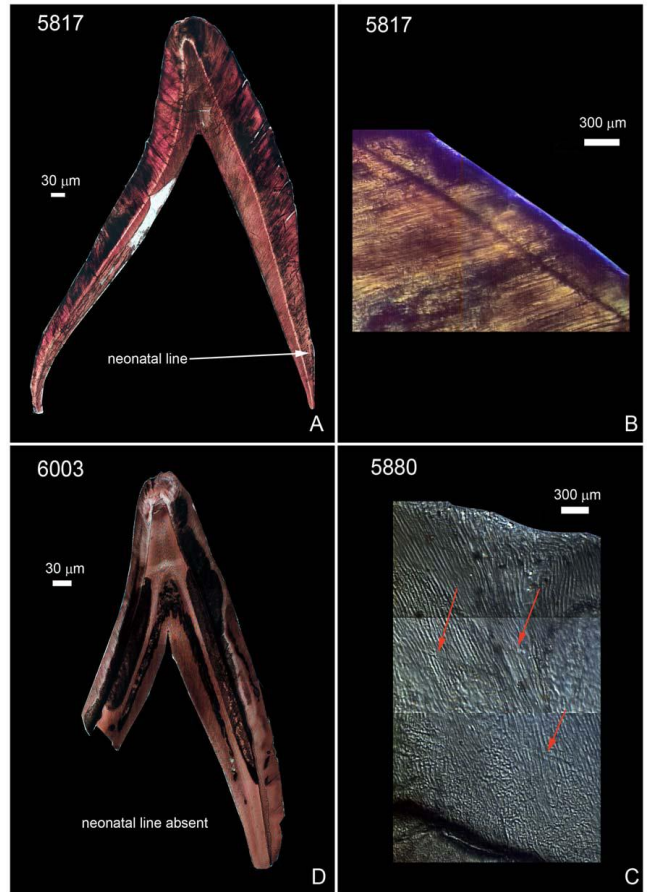 5817
30 µm
neonatal line
A
5817
300 µm
B
6003
30 µm
neonatal line absent
D
5880
300 µm
C